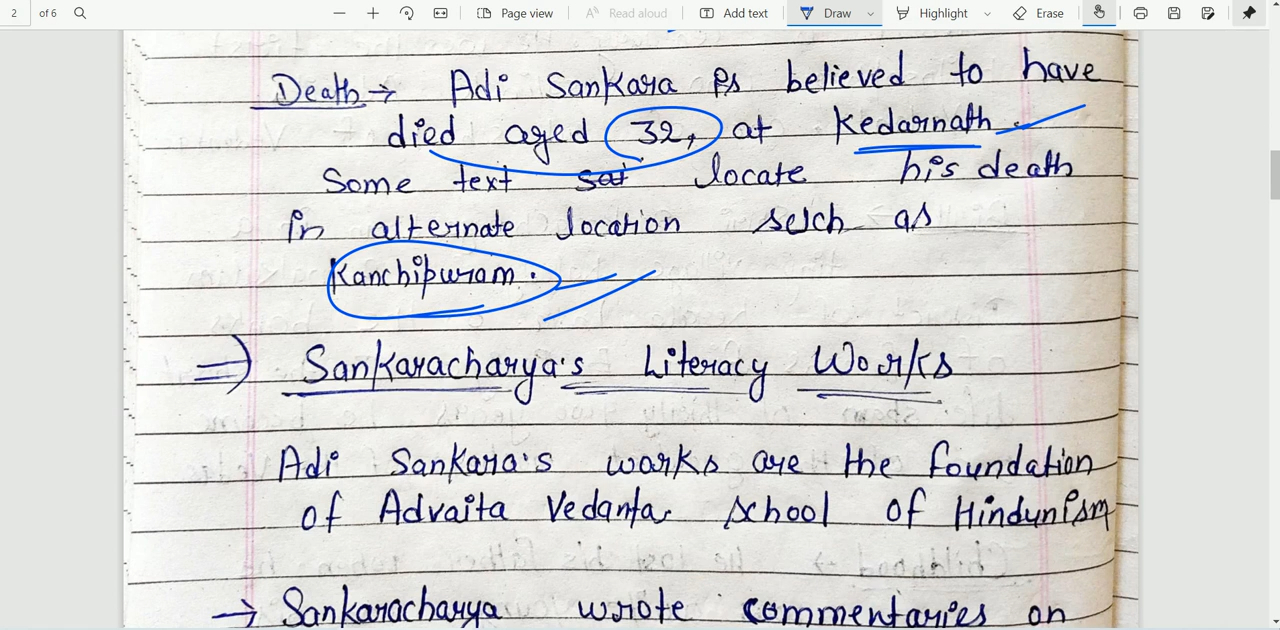 2 of 6 Page view Read aloud Add text Draw Highlight Erase
Death → Adi Sankara is believed to have
died aged 32, at Kedarnath.
Some text sat locate his death
in alternate location such as
Kanchipuram.
⇒ Sankaracharya's Literacy Works
Adi Sankara's works are the foundation
of Advaita Vedanta school of Hinduism
→ Sankaracharya wrote commentaries on